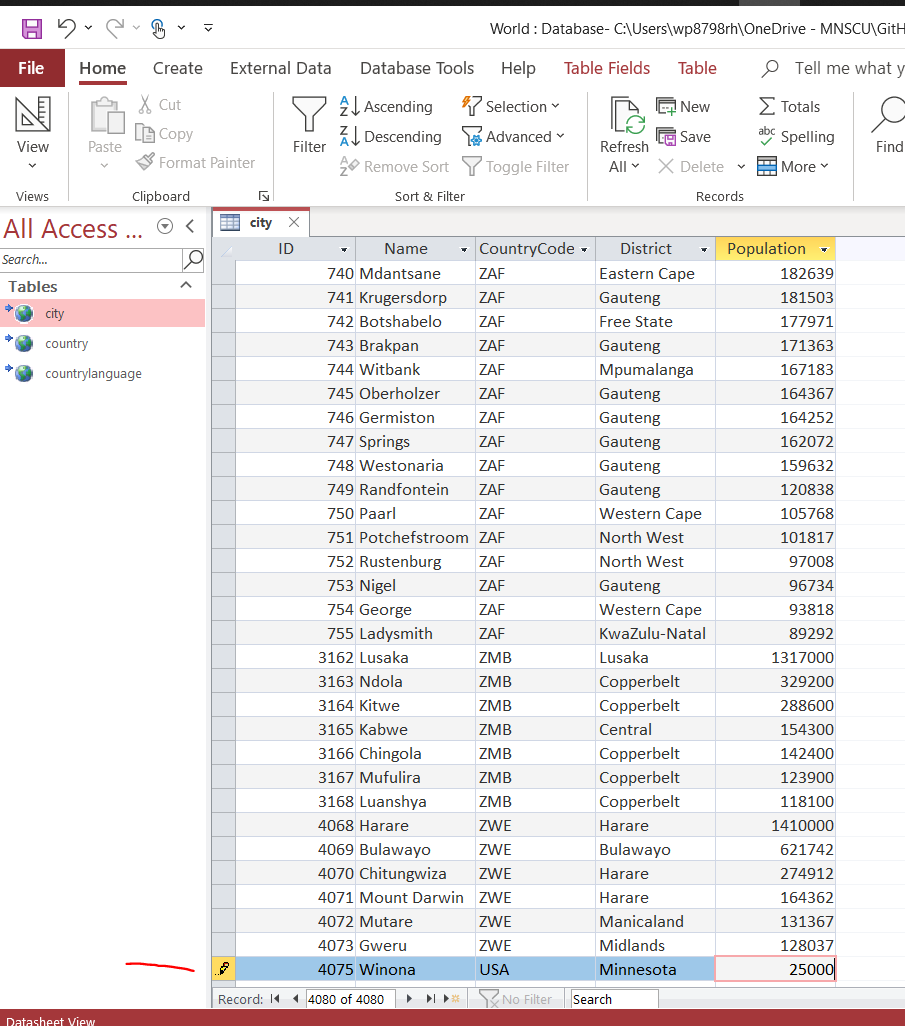 World : Database- C:\Users\wp8798rh\OneDrive - MNSCU\GitH
File Home Create External Data Database Tools Help Table Fields Table Tell me what y
View
Paste
Cut
Copy
Format Painter
Filter
Ascending
Descending
Remove Sort
Selection
Advanced
Toggle Filter
Refresh
All
New
Save
Delete
Totals
Spelling
More
Find
Views Clipboard Sort & Filter Records
All Access ...
Search...
Tables
city
country
countrylanguage
city
ID Name CountryCode District Population
740 Mdantsane ZAF Eastern Cape 182639
741 Krugersdorp ZAF Gauteng 181503
742 Botshabelo ZAF Free State 177971
743 Brakpan ZAF Gauteng 171363
744 Witbank ZAF Mpumalanga 167183
745 Oberholzer ZAF Gauteng 164367
746 Germiston ZAF Gauteng 164252
747 Springs ZAF Gauteng 162072
748 Westonaria ZAF Gauteng 159632
749 Randfontein ZAF Gauteng 120838
750 Paarl ZAF Western Cape 105768
751 Potchefstroom ZAF North West 101817
752 Rustenburg ZAF North West 97008
753 Nigel ZAF Gauteng 96734
754 George ZAF Western Cape 93818
755 Ladysmith ZAF KwaZulu-Natal 89292
3162 Lusaka ZMB Lusaka 1317000
3163 Ndola ZMB Copperbelt 329200
3164 Kitwe ZMB Copperbelt 288600
3165 Kabwe ZMB Central 154300
3166 Chingola ZMB Copperbelt 142400
3167 Mufulira ZMB Copperbelt 123900
3168 Luanshya ZMB Copperbelt 118100
4068 Harare ZWE Harare 1410000
4069 Bulawayo ZWE Bulawayo 621742
4070 Chitungwiza ZWE Harare 274912
4071 Mount Darwin ZWE Harare 164362
4072 Mutare ZWE Manicaland 131367
4073 Gweru ZWE Midlands 128037
4075 Winona USA Minnesota 25000
Record: 4080 of 4080 No Filter Search
Datasheet View